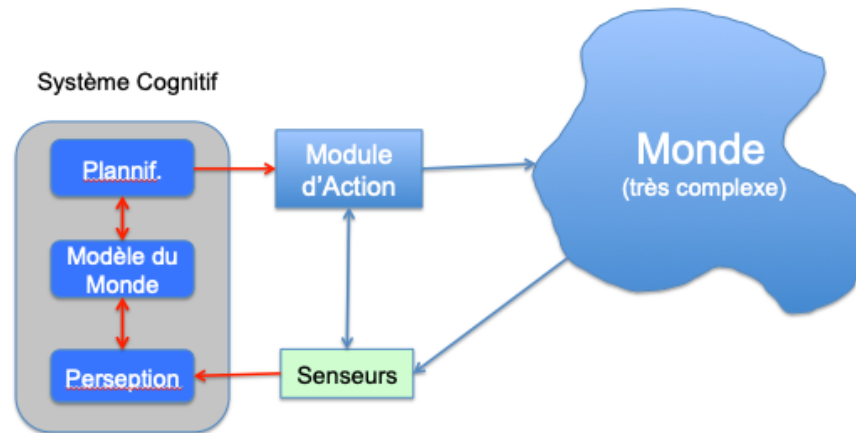 Système Cognitif
Plannif.
Modèle du
Monde
Perseption
Module
d'Action
Senseurs
Monde
(très complexe)